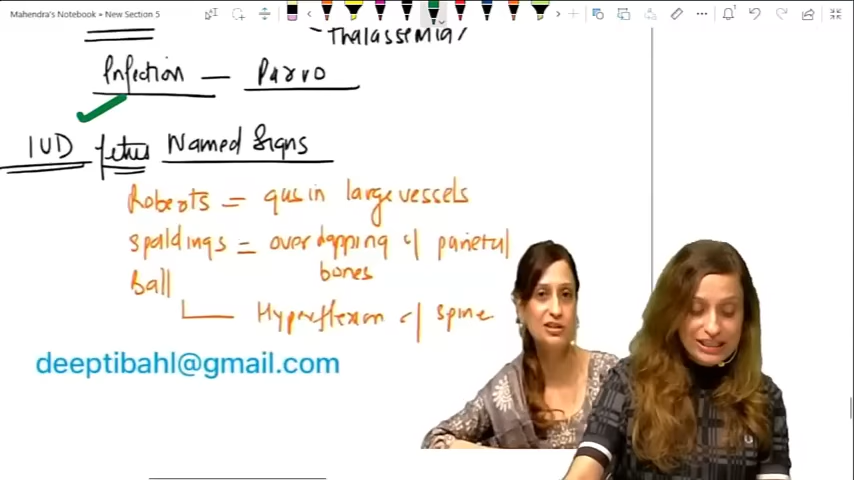 Mahendra's Notebook » New Section 5
Thalassemia
Infection — Parvo
IUD fetus Named Signs
Roberts = gas in large vessels
spaldings = overlapping of parietal
bones
Ball
Hyperflexion of spine
deeptibahl@gmail.com